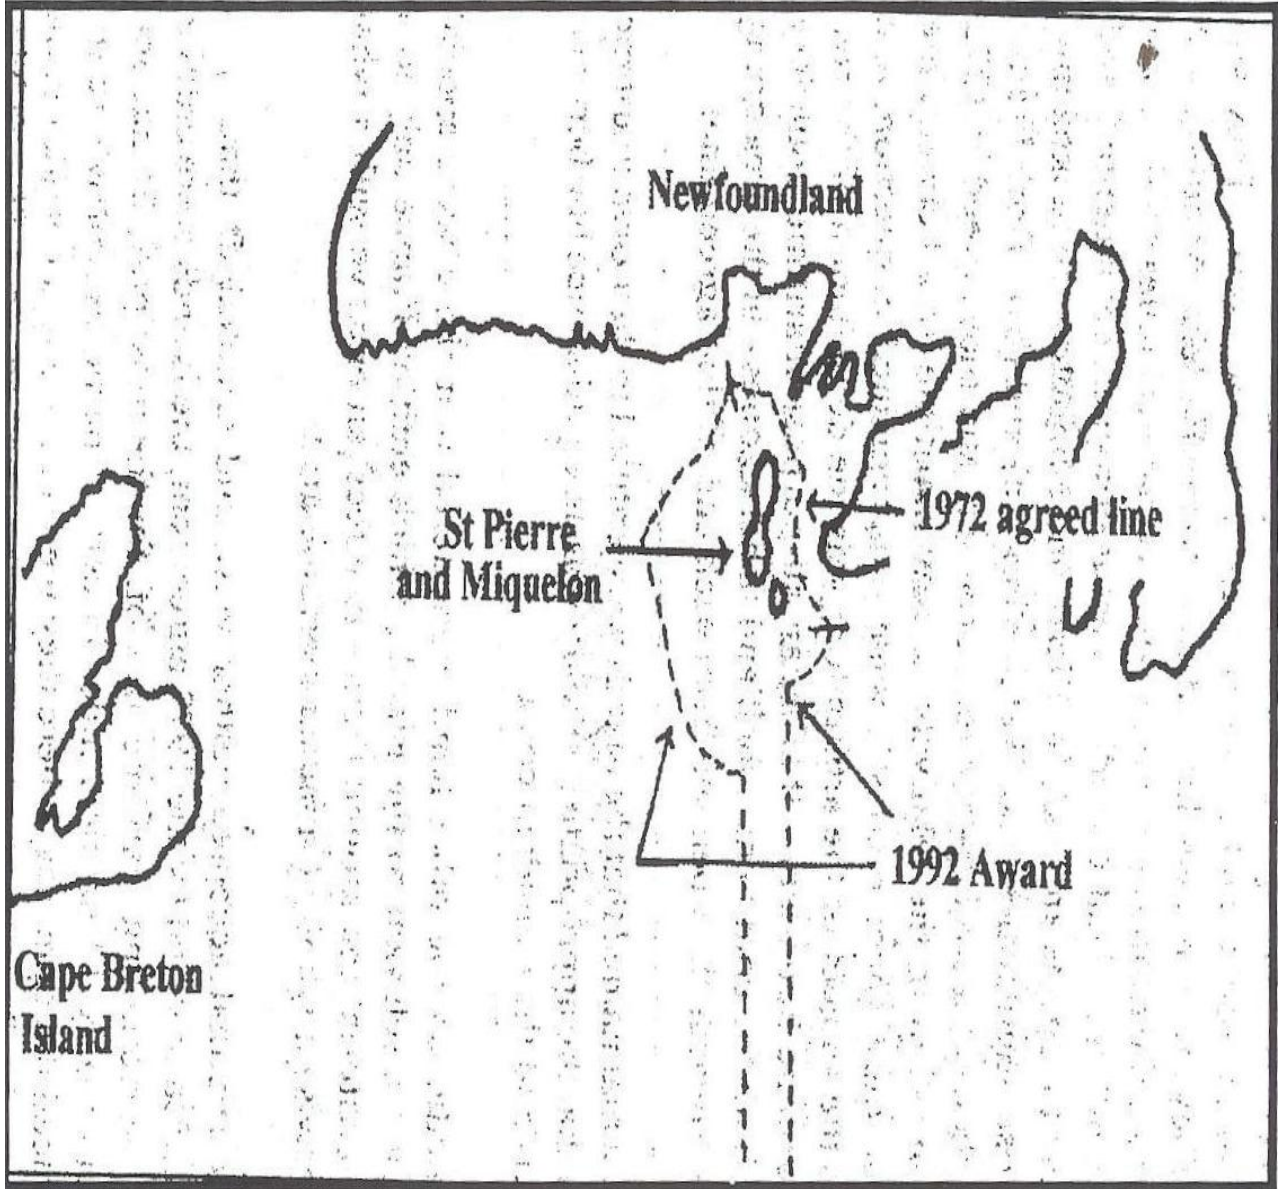 Newfoundland
St Pierre
and Miquelon
1972 agreed line
1992 Award
Cape Breton
Island